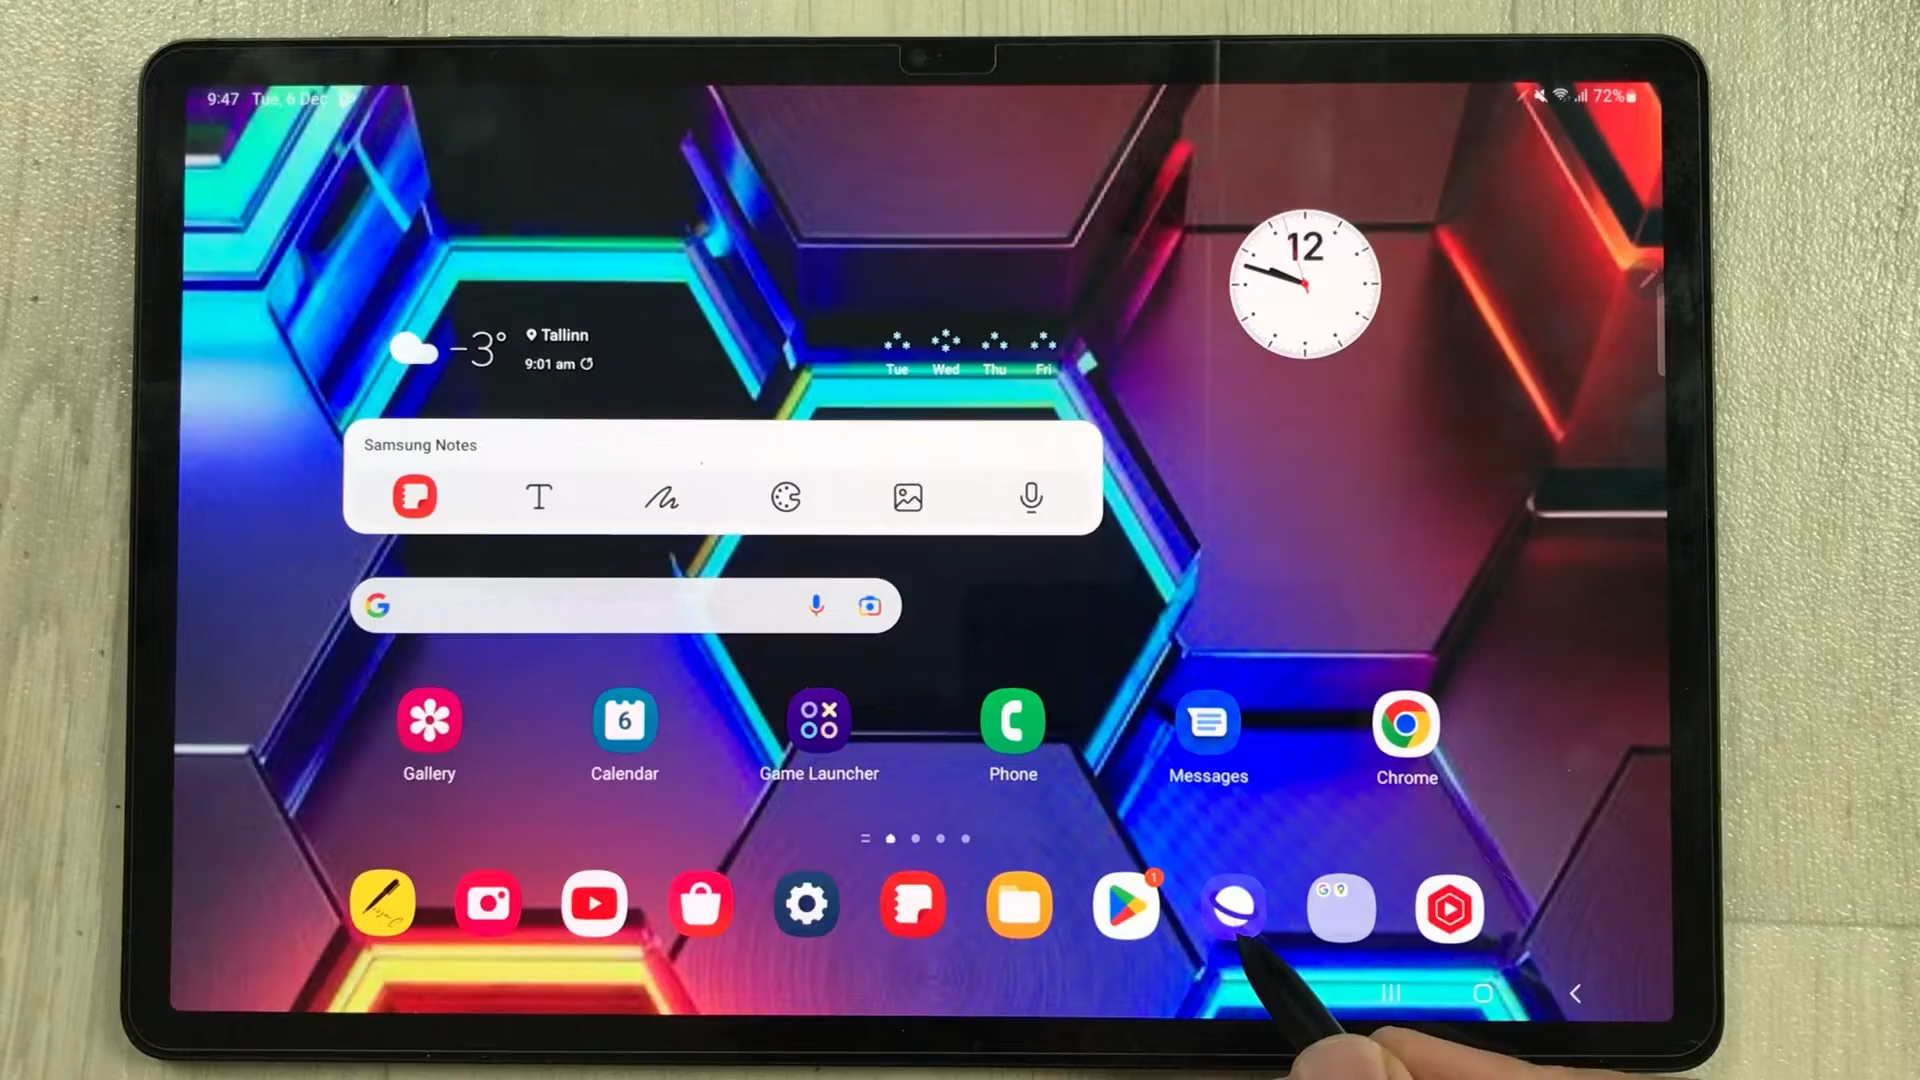 9:47 Tue, 6 Dec
72%
12
-3°
Tallinn
9:01 am
Tue Wed Thu Fri
Samsung Notes
T
G
6
Gallery Calendar Game Launcher Phone Messages Chrome
1